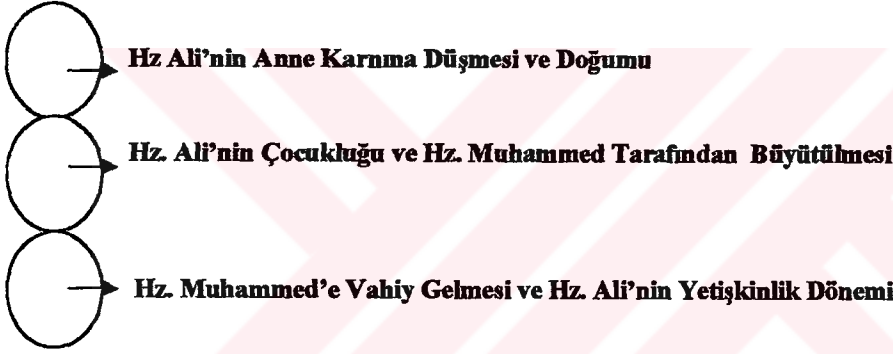 Hz Ali’nin Anne Karnına Düşmesi ve Doğumu
Hz. Ali’nin Çocukluğu ve Hz. Muhammed Tarafından Büyütülmesi
Hz. Muhammed’e Vahiy Gelmesi ve Hz. Ali’nin Yetişkinlik Dönemi